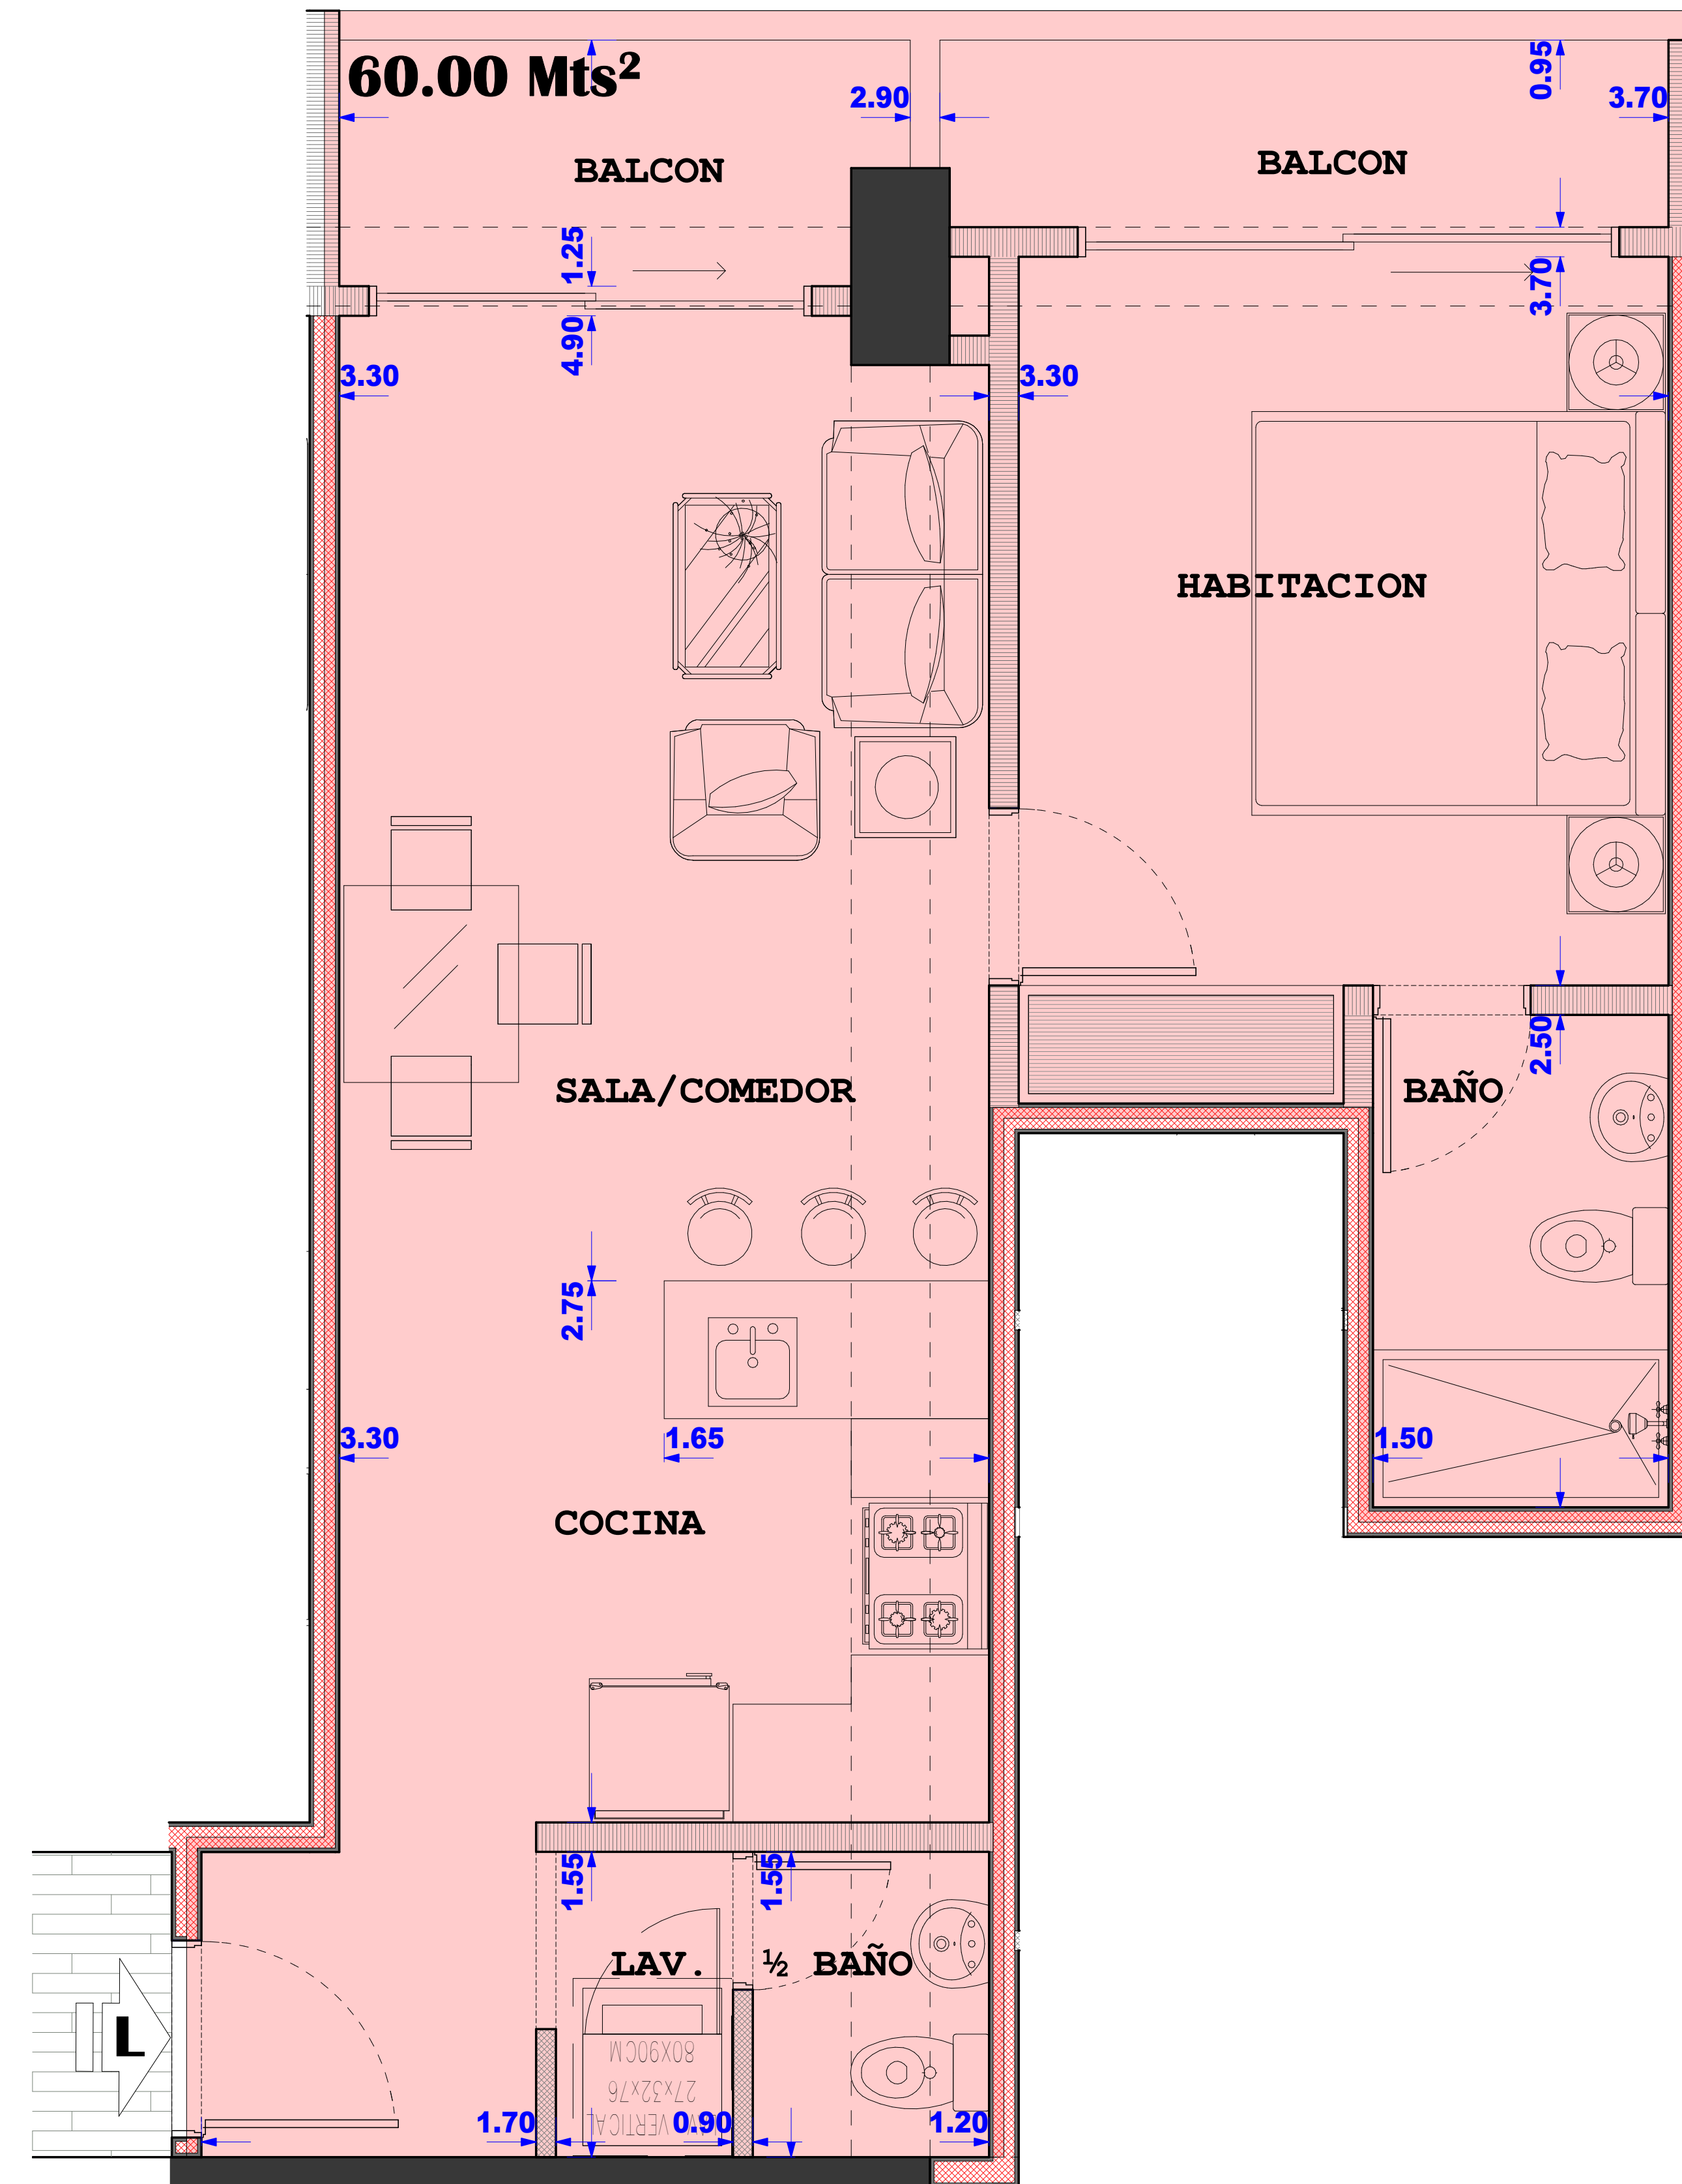 60.00 Mts²
0.95
2.90
3.70
BALCON
BALCON
1.25
3.70
4.90
3.30
3.30
HABITACION
2.50
SALA/COMEDOR
BAÑO
2.75
3.30
1.65
1.50
COCINA
1.55
1.55
LAV.
½ BAÑO
L
80X90CM
27x32x76
VERTICAL
1.70
0.90
1.20